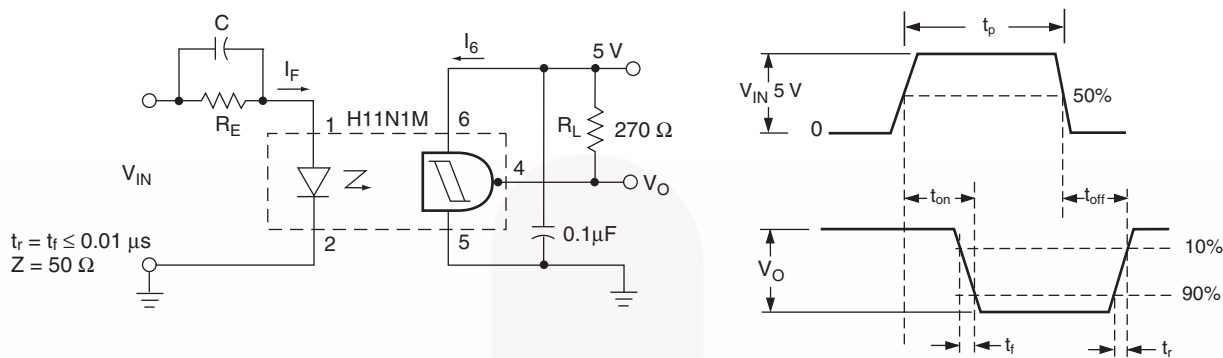 C
I6
5 V
IF
RE
1 H11N1M
6
RL
270 Ω
4
VO
VIN
2
5
0.1µF
tr = tf ≤ 0.01 µs
Z = 50 Ω
tp
VIN 5 V
50%
0
ton
toff
10%
VO
90%
tf
tr